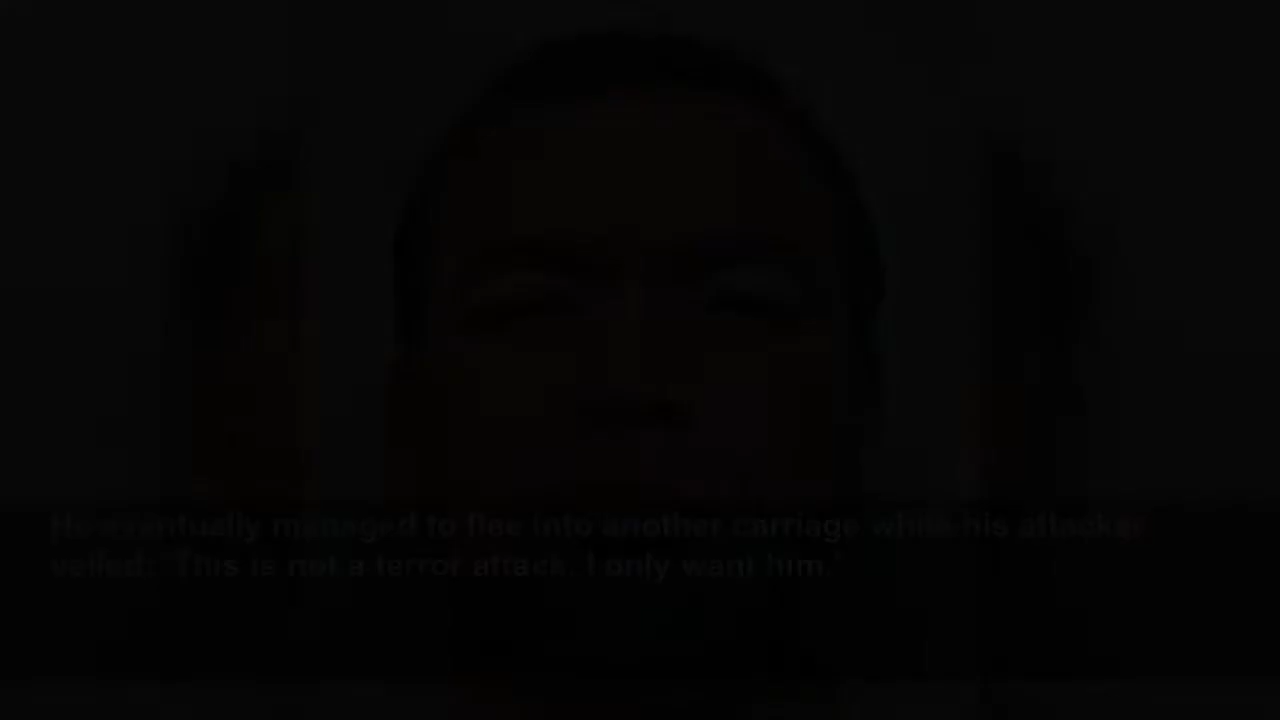 He eventually managed to flee into another carriage while his attacker
yelled: 'This is not a terror attack. I only want him.'